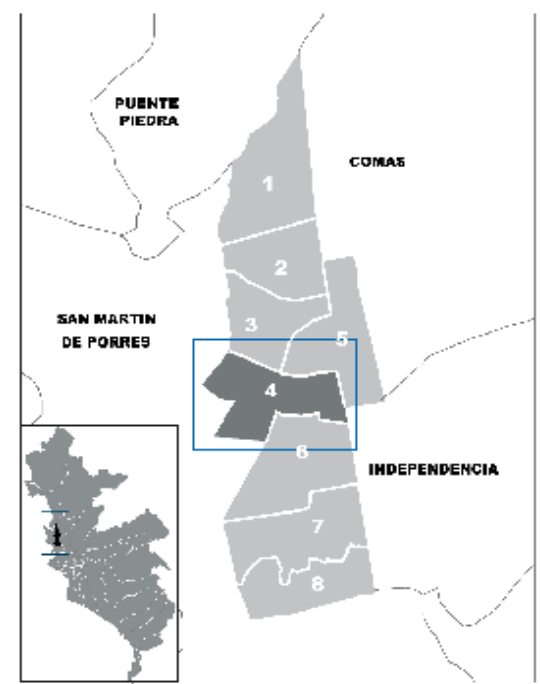 PUENTE
PIEDRA
COMAS
1
2
SAN MARTIN
DE PORRES
3
5
4
6
INDEPENDENCIA
7
8